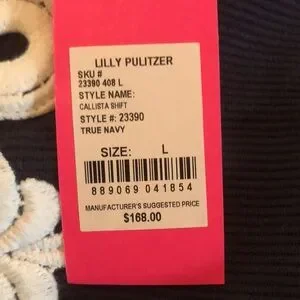 LILLY PULITZER
SKU #
23390 408 L
STYLE NAME:
CALLISTA SHIFT
STYLE #: 23390
TRUE NAVY
SIZE: L
889069 041854
MANUFACTURER'S SUGGESTED PRICE
$168.00